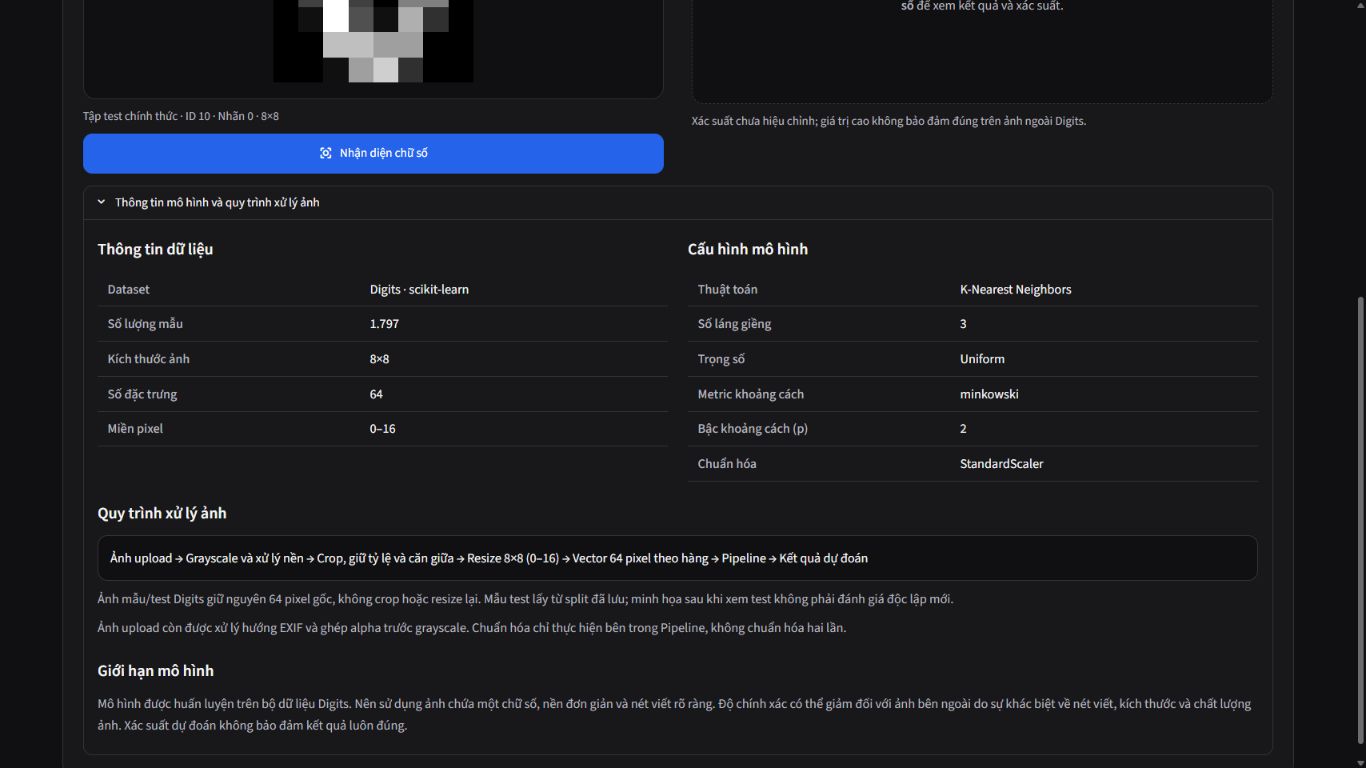 số để xem kết quả và xác suất.
Tập test chính thức · ID 10 · Nhãn 0 · 8×8
Xác suất chưa hiệu chỉnh; giá trị cao không bảo đảm đúng trên ảnh ngoài Digits.
Nhận diện chữ số
Thông tin mô hình và quy trình xử lý ảnh
Thông tin dữ liệu
Dataset Digits · scikit-learn
Số lượng mẫu 1.797
Kích thước ảnh 8×8
Số đặc trưng 64
Miền pixel 0–16
Cấu hình mô hình
Thuật toán K-Nearest Neighbors
Số láng giềng 3
Trọng số Uniform
Metric khoảng cách minkowski
Bậc khoảng cách (p) 2
Chuẩn hóa StandardScaler
Quy trình xử lý ảnh
Ảnh upload → Grayscale và xử lý nền → Crop, giữ tỷ lệ và căn giữa → Resize 8×8 (0–16) → Vector 64 pixel theo hàng → Pipeline → Kết quả dự đoán
Ảnh mẫu/test Digits giữ nguyên 64 pixel gốc, không crop hoặc resize lại. Mẫu test lấy từ split đã lưu; minh họa sau khi xem test không phải đánh giá độc lập mới.
Ảnh upload còn được xử lý hướng EXIF và ghép alpha trước grayscale. Chuẩn hóa chỉ thực hiện bên trong Pipeline, không chuẩn hóa hai lần.
Giới hạn mô hình
Mô hình được huấn luyện trên bộ dữ liệu Digits. Nên sử dụng ảnh chứa một chữ số, nền đơn giản và nét viết rõ ràng. Độ chính xác có thể giảm đối với ảnh bên ngoài do sự khác biệt về nét viết, kích thước và chất lượng
ảnh. Xác suất dự đoán không bảo đảm kết quả luôn đúng.